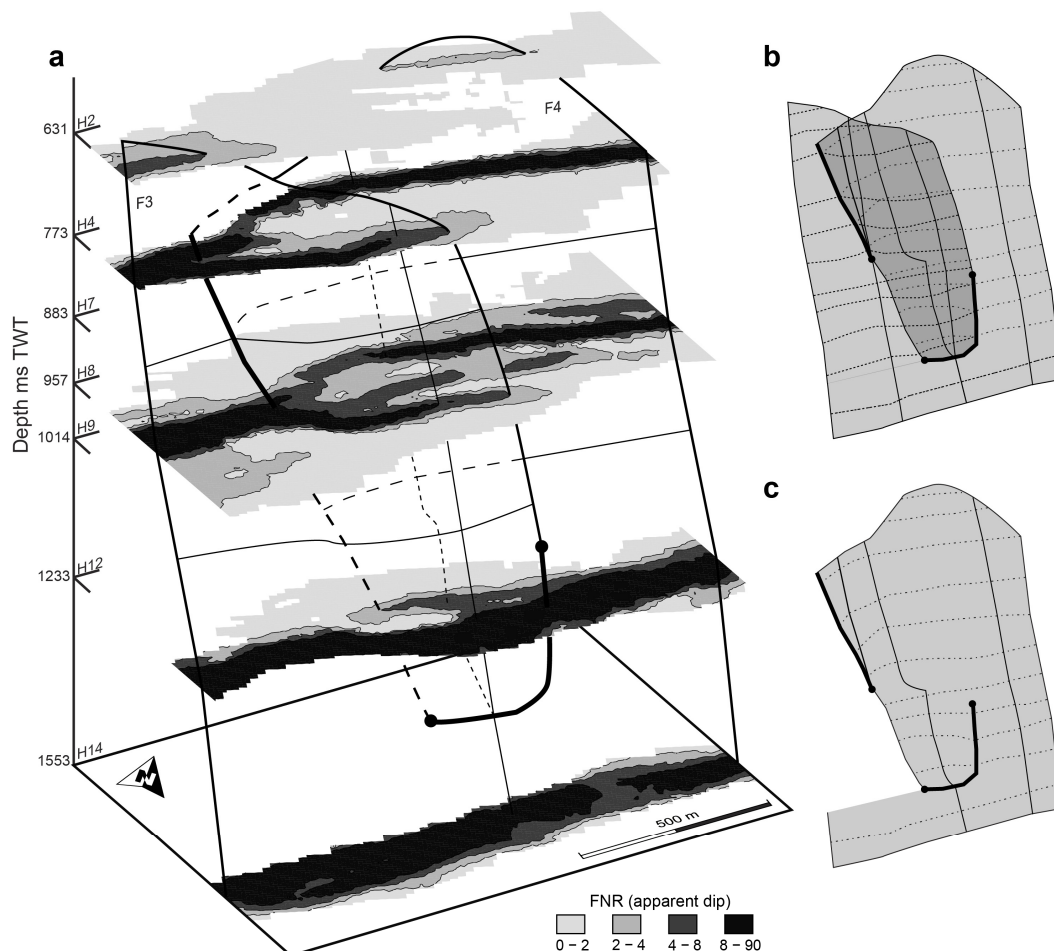 a
b
F4
H2
631
F3
H4
773
H7
883
Depth ms TWT
H8
957
H9
1014
c
H12
1233
H14
1553
N
500 m
FNR (apparent dip)
0 – 2 2 – 4 4 – 8 8 – 90